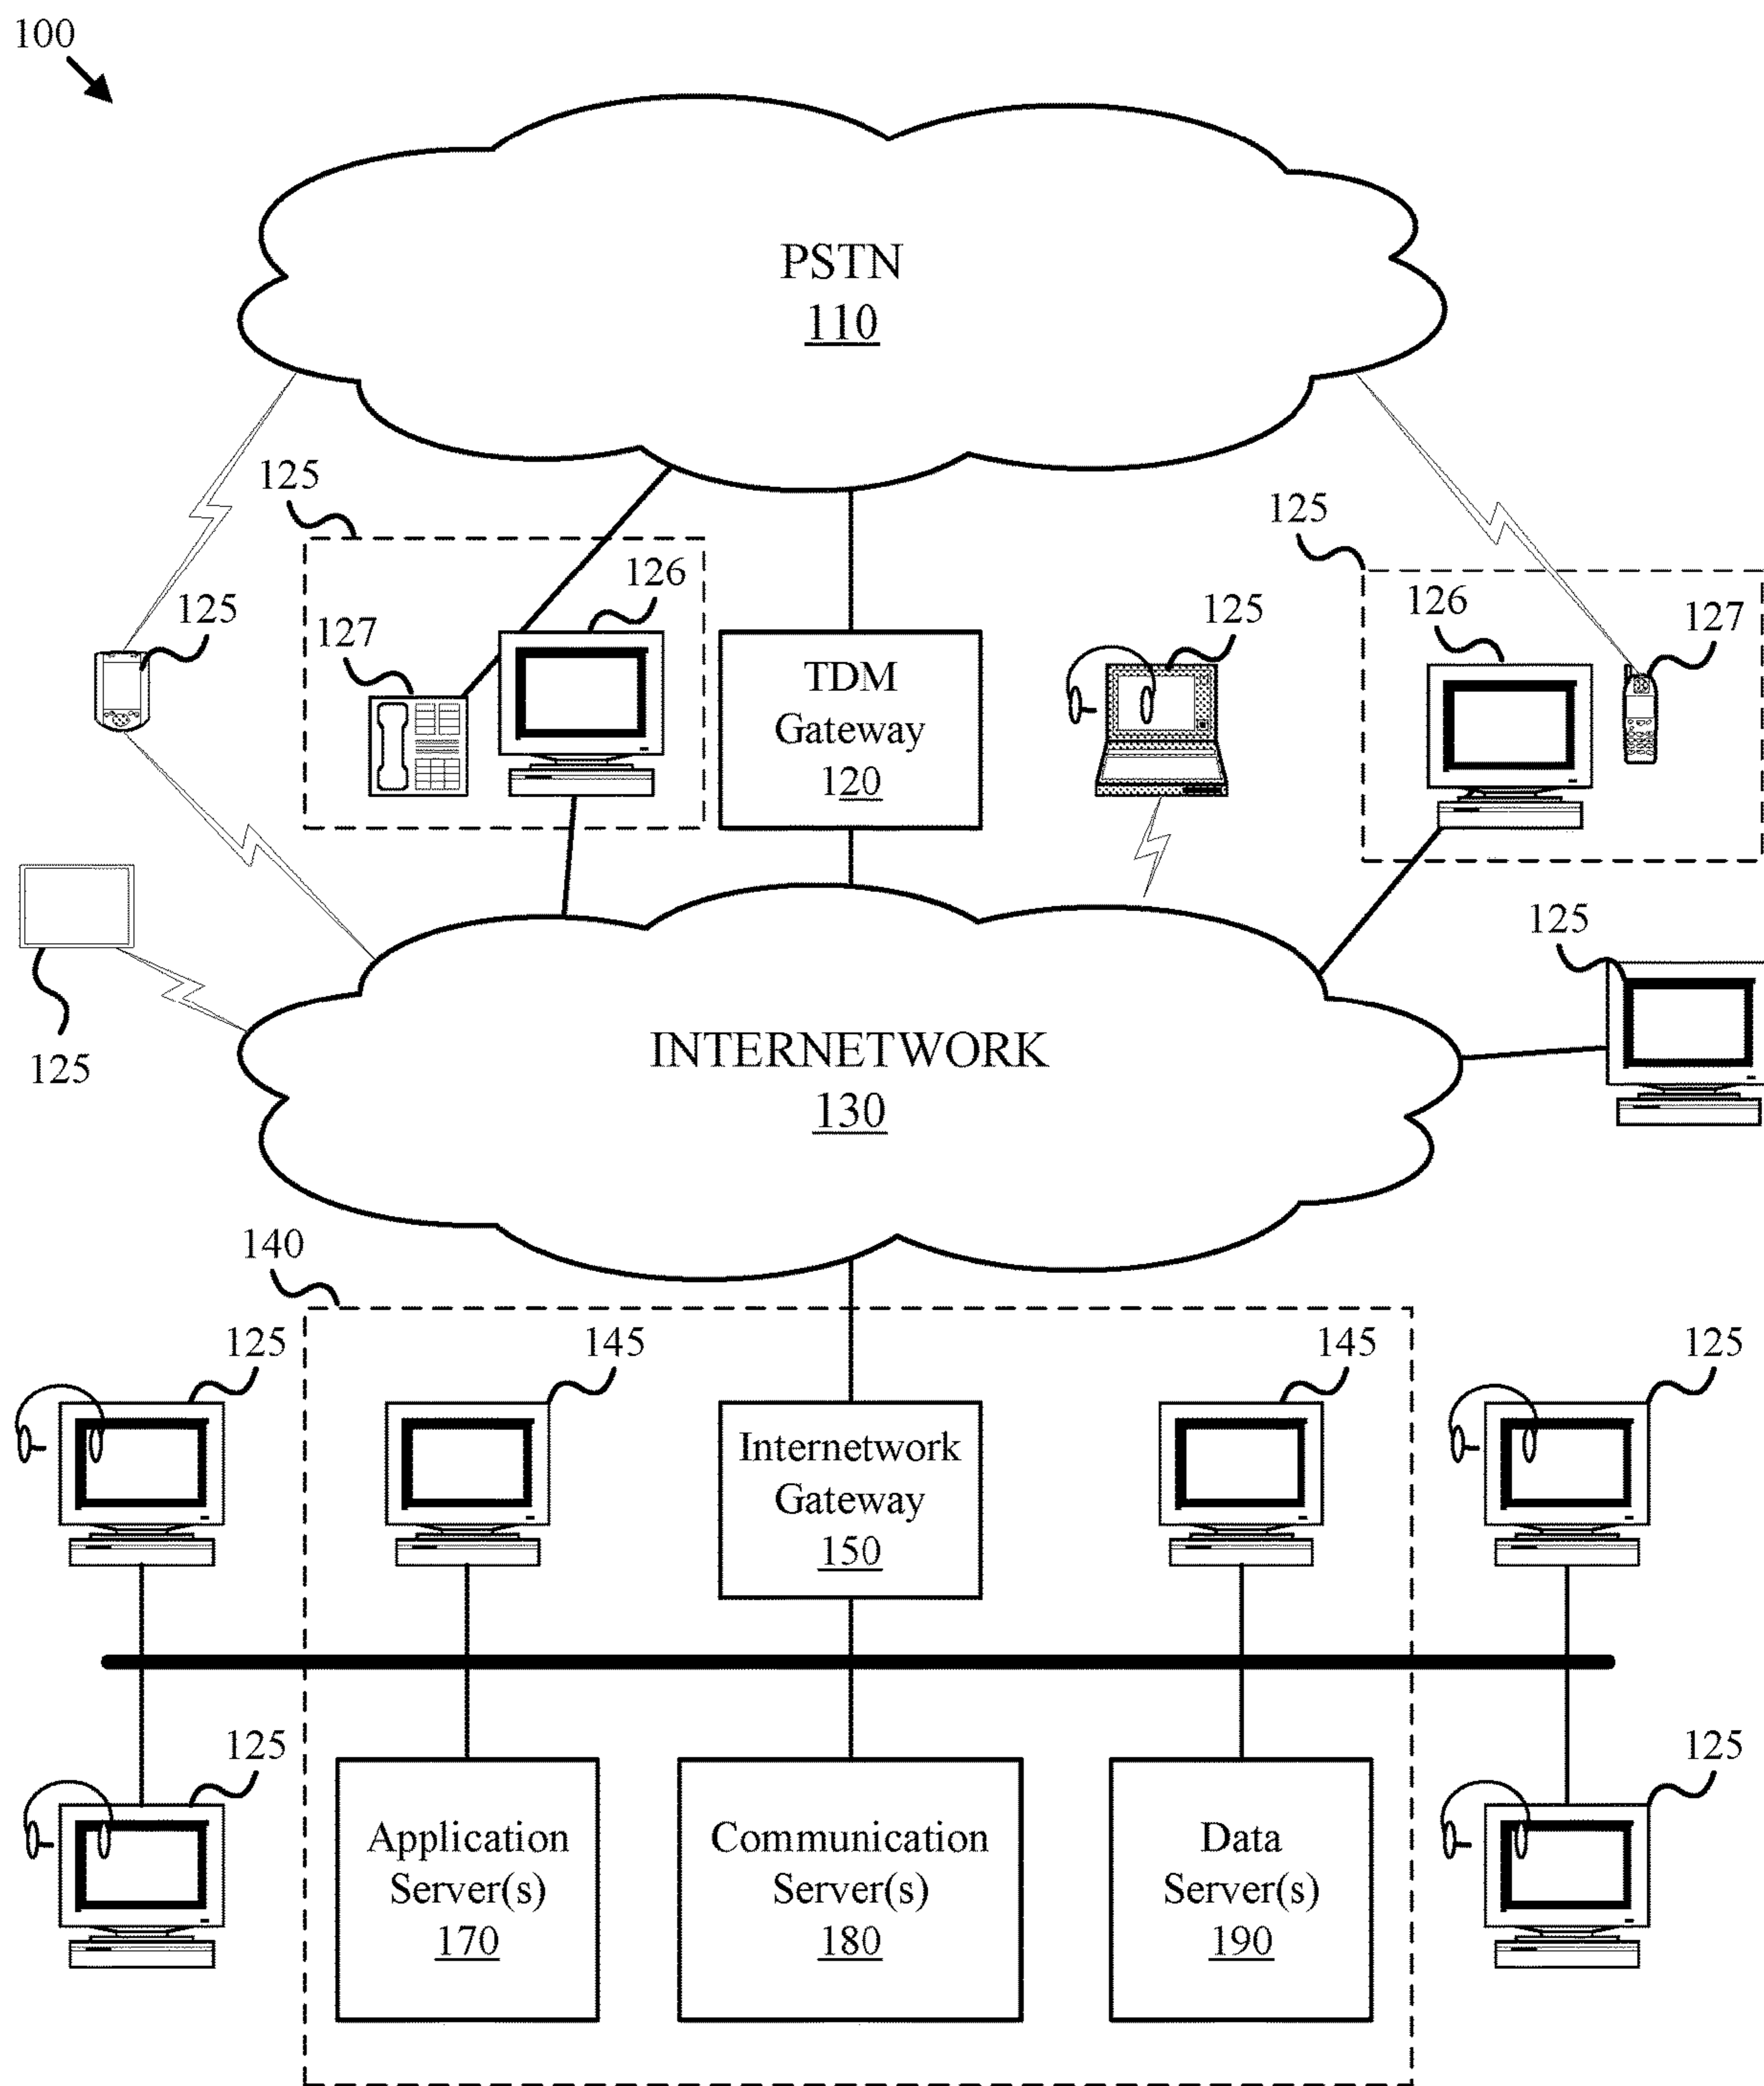 100
PSTN
110
125
125
126
125
125
127
125
126
127
TDM
Gateway
120
125
125
INTERNETWORK
130
140
125
145
145
125
Internetwork
Gateway
150
125
125
Application
Server(s)
170
Communication
Server(s)
180
Data
Server(s)
190